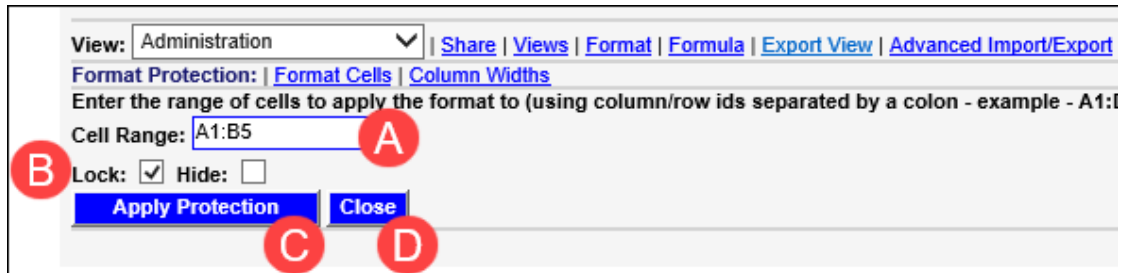 View: Administration | Share | Views | Format | Formula | Export View | Advanced Import/Export
Format Protection: | Format Cells | Column Widths
Enter the range of cells to apply the format to (using column/row ids separated by a colon - example - A1:
Cell Range: A1:B5 A
B Lock: Hide:
Apply Protection Close
C D